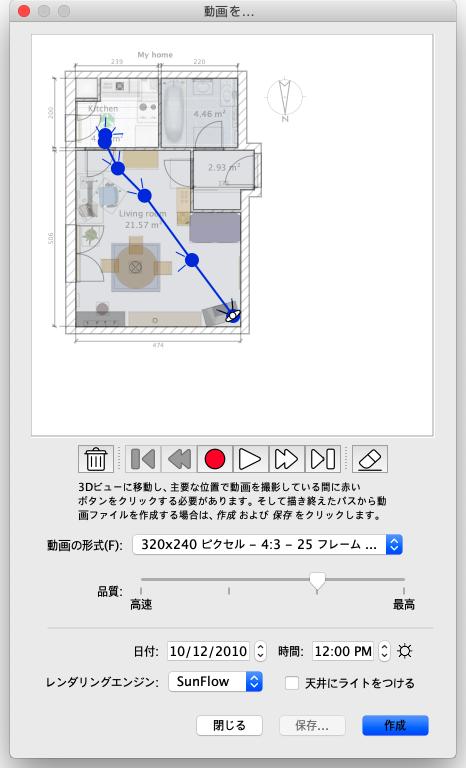 動画を...
My home
239
220
200
Kitchen
4.46 m²
2.93 m²
Living room
21.57 m²
506
474
N
3Dビューに移動し、主要な位置で動画を撮影している間に赤い
ボタンをクリックする必要があります。そして描き終えたパスから動
画ファイルを作成する場合は、作成 および 保存 をクリックします。
動画の形式(F): 320x240 ピクセル – 4:3 – 25 フレーム ...
品質:
高速 最高
日付: 10/12/2010 時間: 12:00 PM
レンダリングエンジン: SunFlow 天井にライトをつける
閉じる 保存... 作成